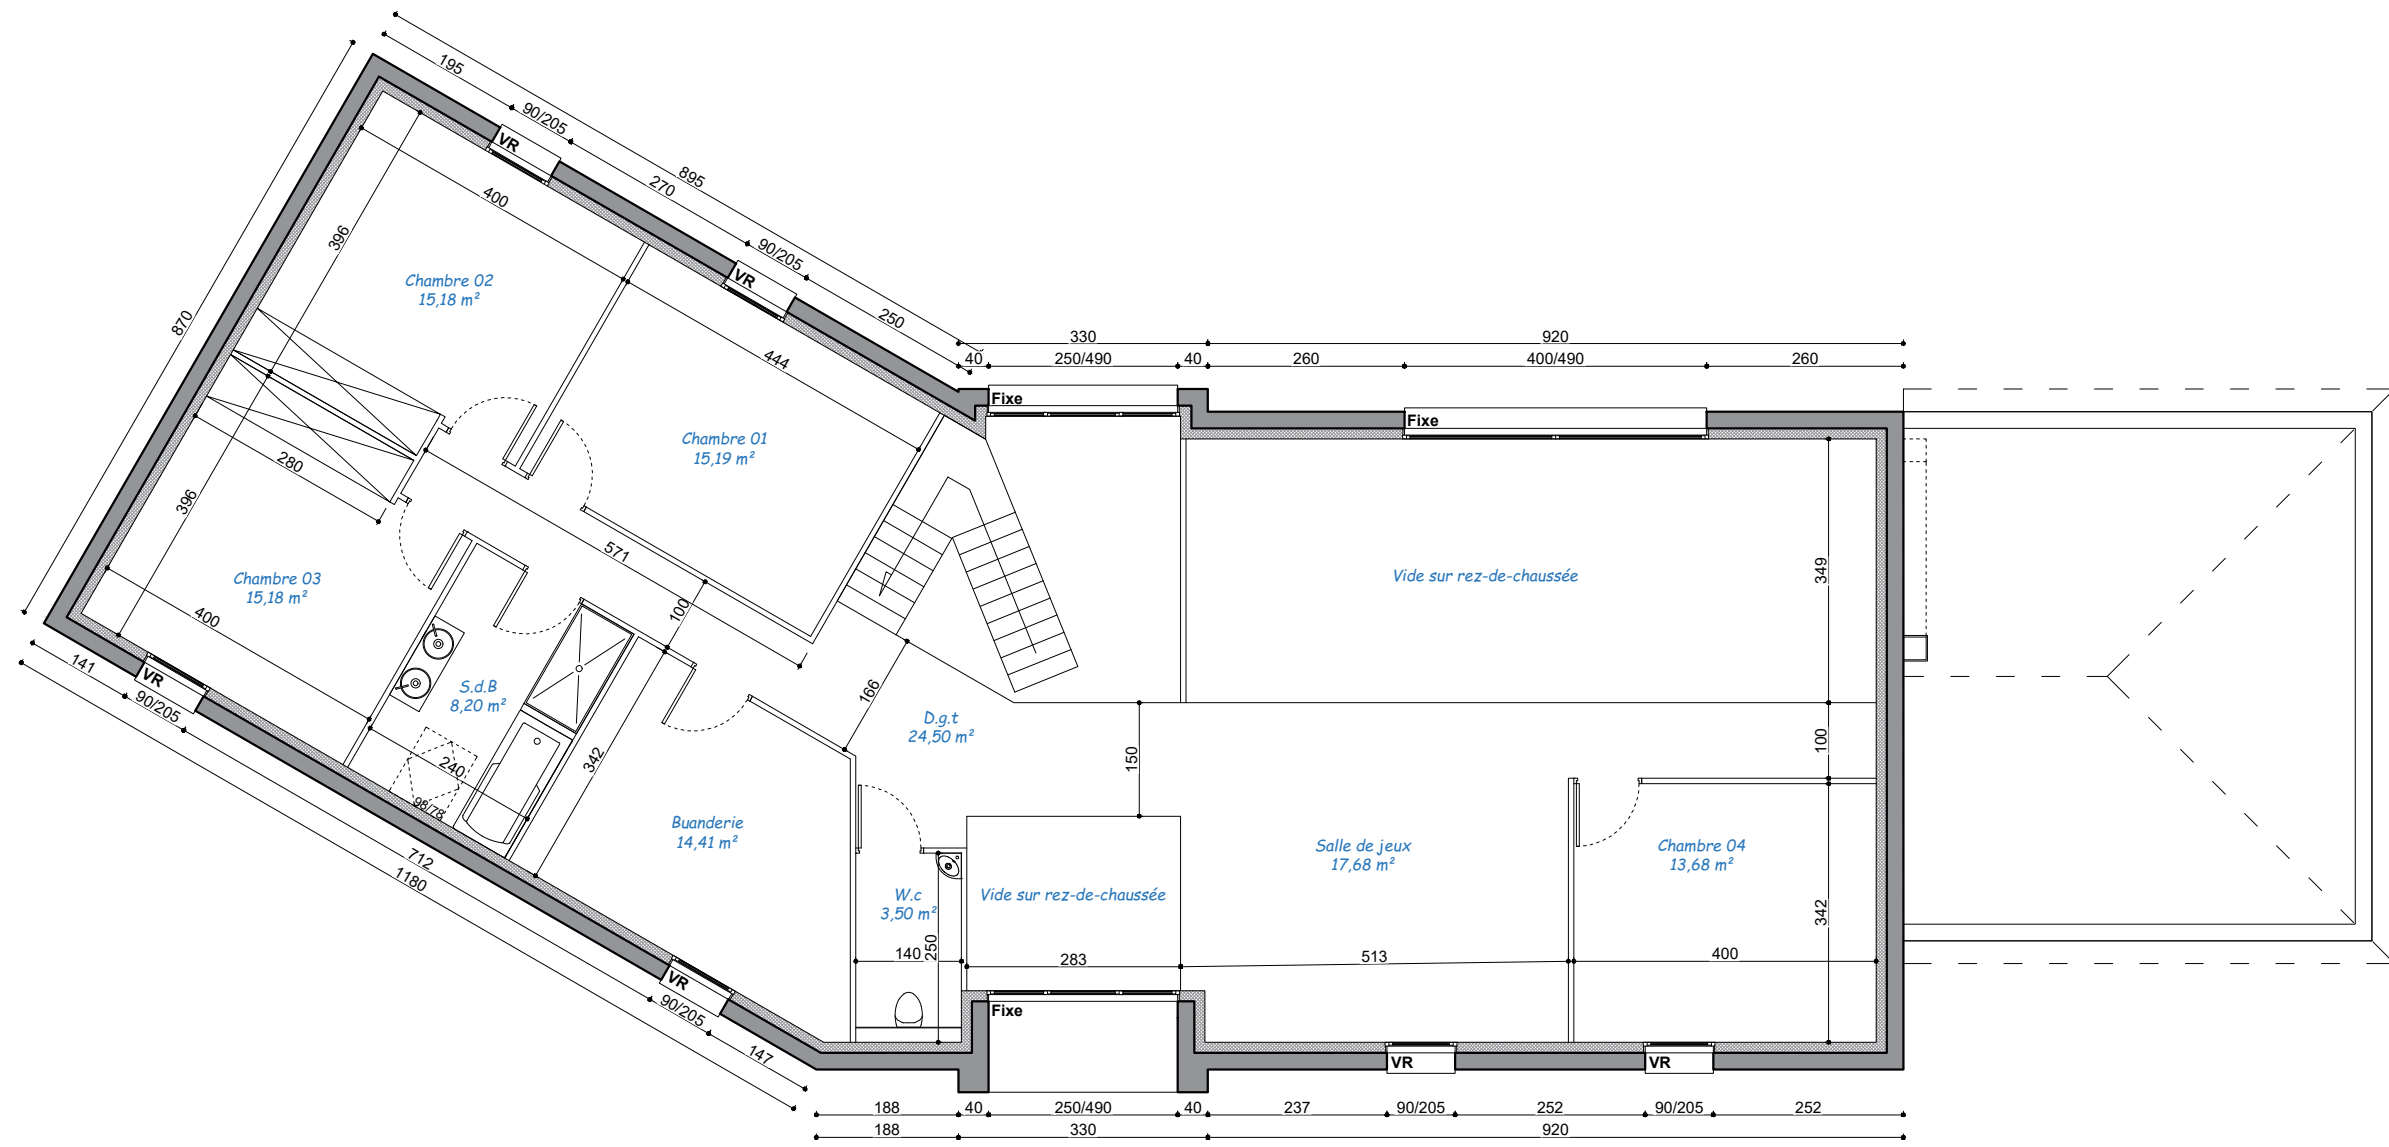 195
90/205
VR
270
895
90/205
VR
250
400
396
Chambre 02
15,18 m²
870
444
Chambre 01
15,19 m²
330
920
40
250/490
40
260
400/490
260
Fixe
Fixe
280
396
571
Chambre 03
15,18 m²
400
100
Vide sur rez-de-chaussée
349
141
VR
90/205
S.d.B
8,20 m²
166
D.g.t
24,50 m²
100
150
240
98/78
342
712
1180
Buanderie
14,41 m²
Salle de jeux
17,68 m²
Chambre 04
13,68 m²
W.c
3,50 m²
Vide sur rez-de-chaussée
342
250
140
283
513
400
VR
90/205
147
Fixe
VR
VR
188
40
250/490
40
237
90/205
252
90/205
252
188
330
920